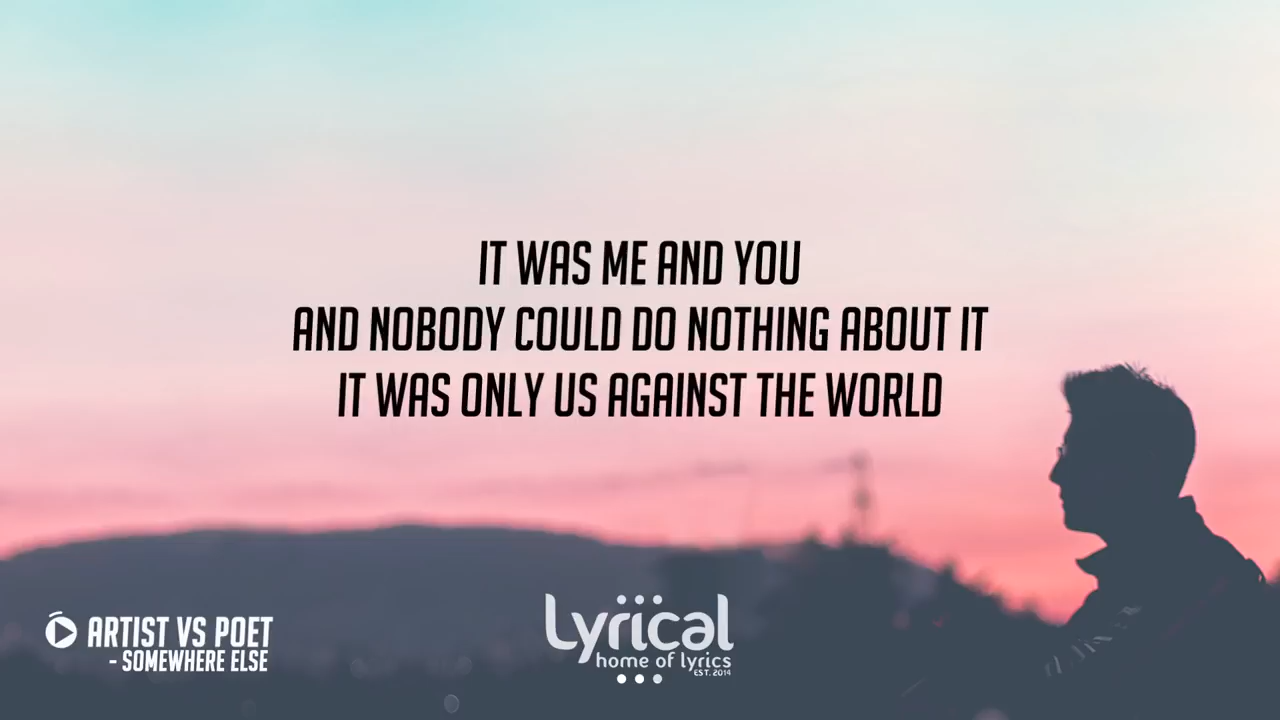 IT WAS ME AND YOU
AND NOBODY COULD DO NOTHING ABOUT IT
IT WAS ONLY US AGAINST THE WORLD
ARTIST VS POET
- SOMEWHERE ELSE
Lyrical
home of lyrics
EST. 2014